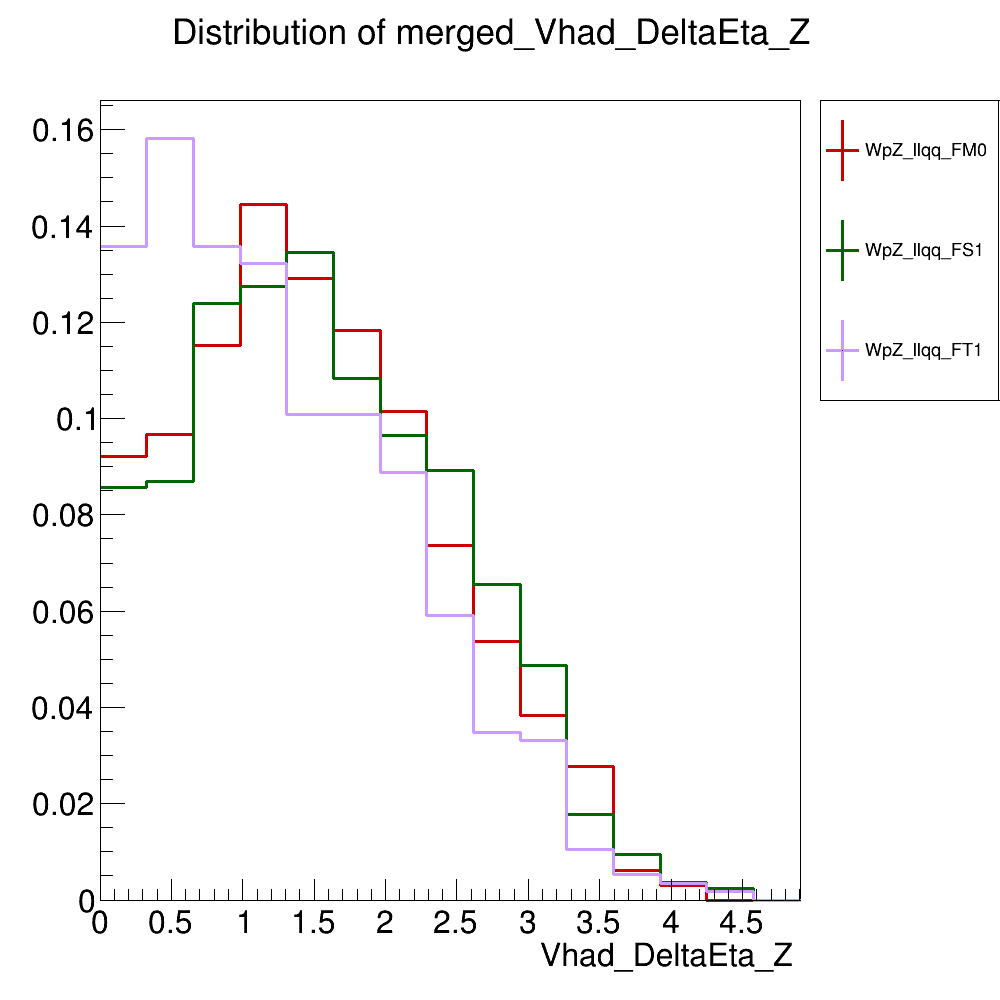 Distribution of merged_Vhad_DeltaEta_Z
0.16
0.14
0.12
0.1
0.08
0.06
0.04
0.02
0
0 0.5 1 1.5 2 2.5 3 3.5 4 4.5
Vhad_DeltaEta_Z
WpZ_llqq_FM0
WpZ_llqq_FS1
WpZ_llqq_FT1